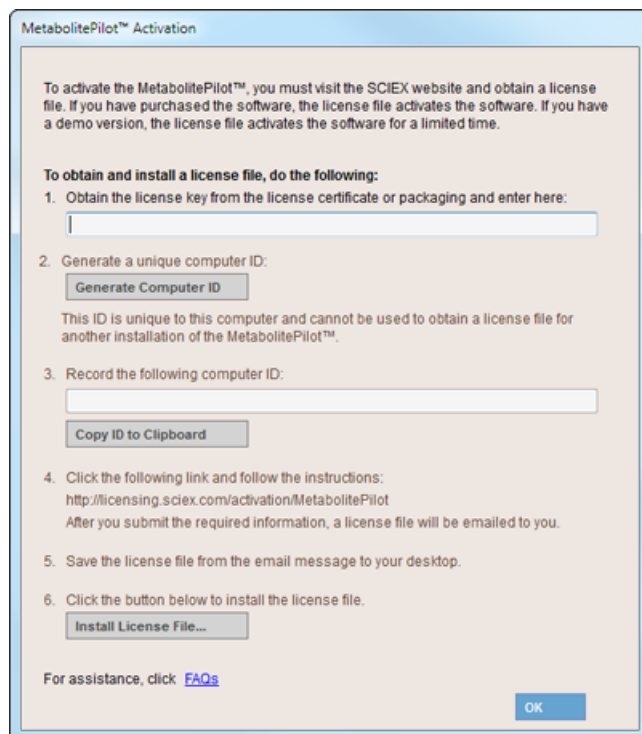 MetabolitePilot™ Activation
To activate the MetabolitePilot™, you must visit the SCIEX website and obtain a license
file. If you have purchased the software, the license file activates the software. If you have
a demo version, the license file activates the software for a limited time.
To obtain and install a license file, do the following:
1. Obtain the license key from the license certificate or packaging and enter here:
2. Generate a unique computer ID:
Generate Computer ID
This ID is unique to this computer and cannot be used to obtain a license file for
another installation of the MetabolitePilot™.
3. Record the following computer ID:
Copy ID to Clipboard
4. Click the following link and follow the instructions:
http://licensing.sciex.com/activation/MetabolitePilot
After you submit the required information, a license file will be emailed to you.
5. Save the license file from the email message to your desktop.
6. Click the button below to install the license file.
Install License File...
For assistance, click FAQs
OK